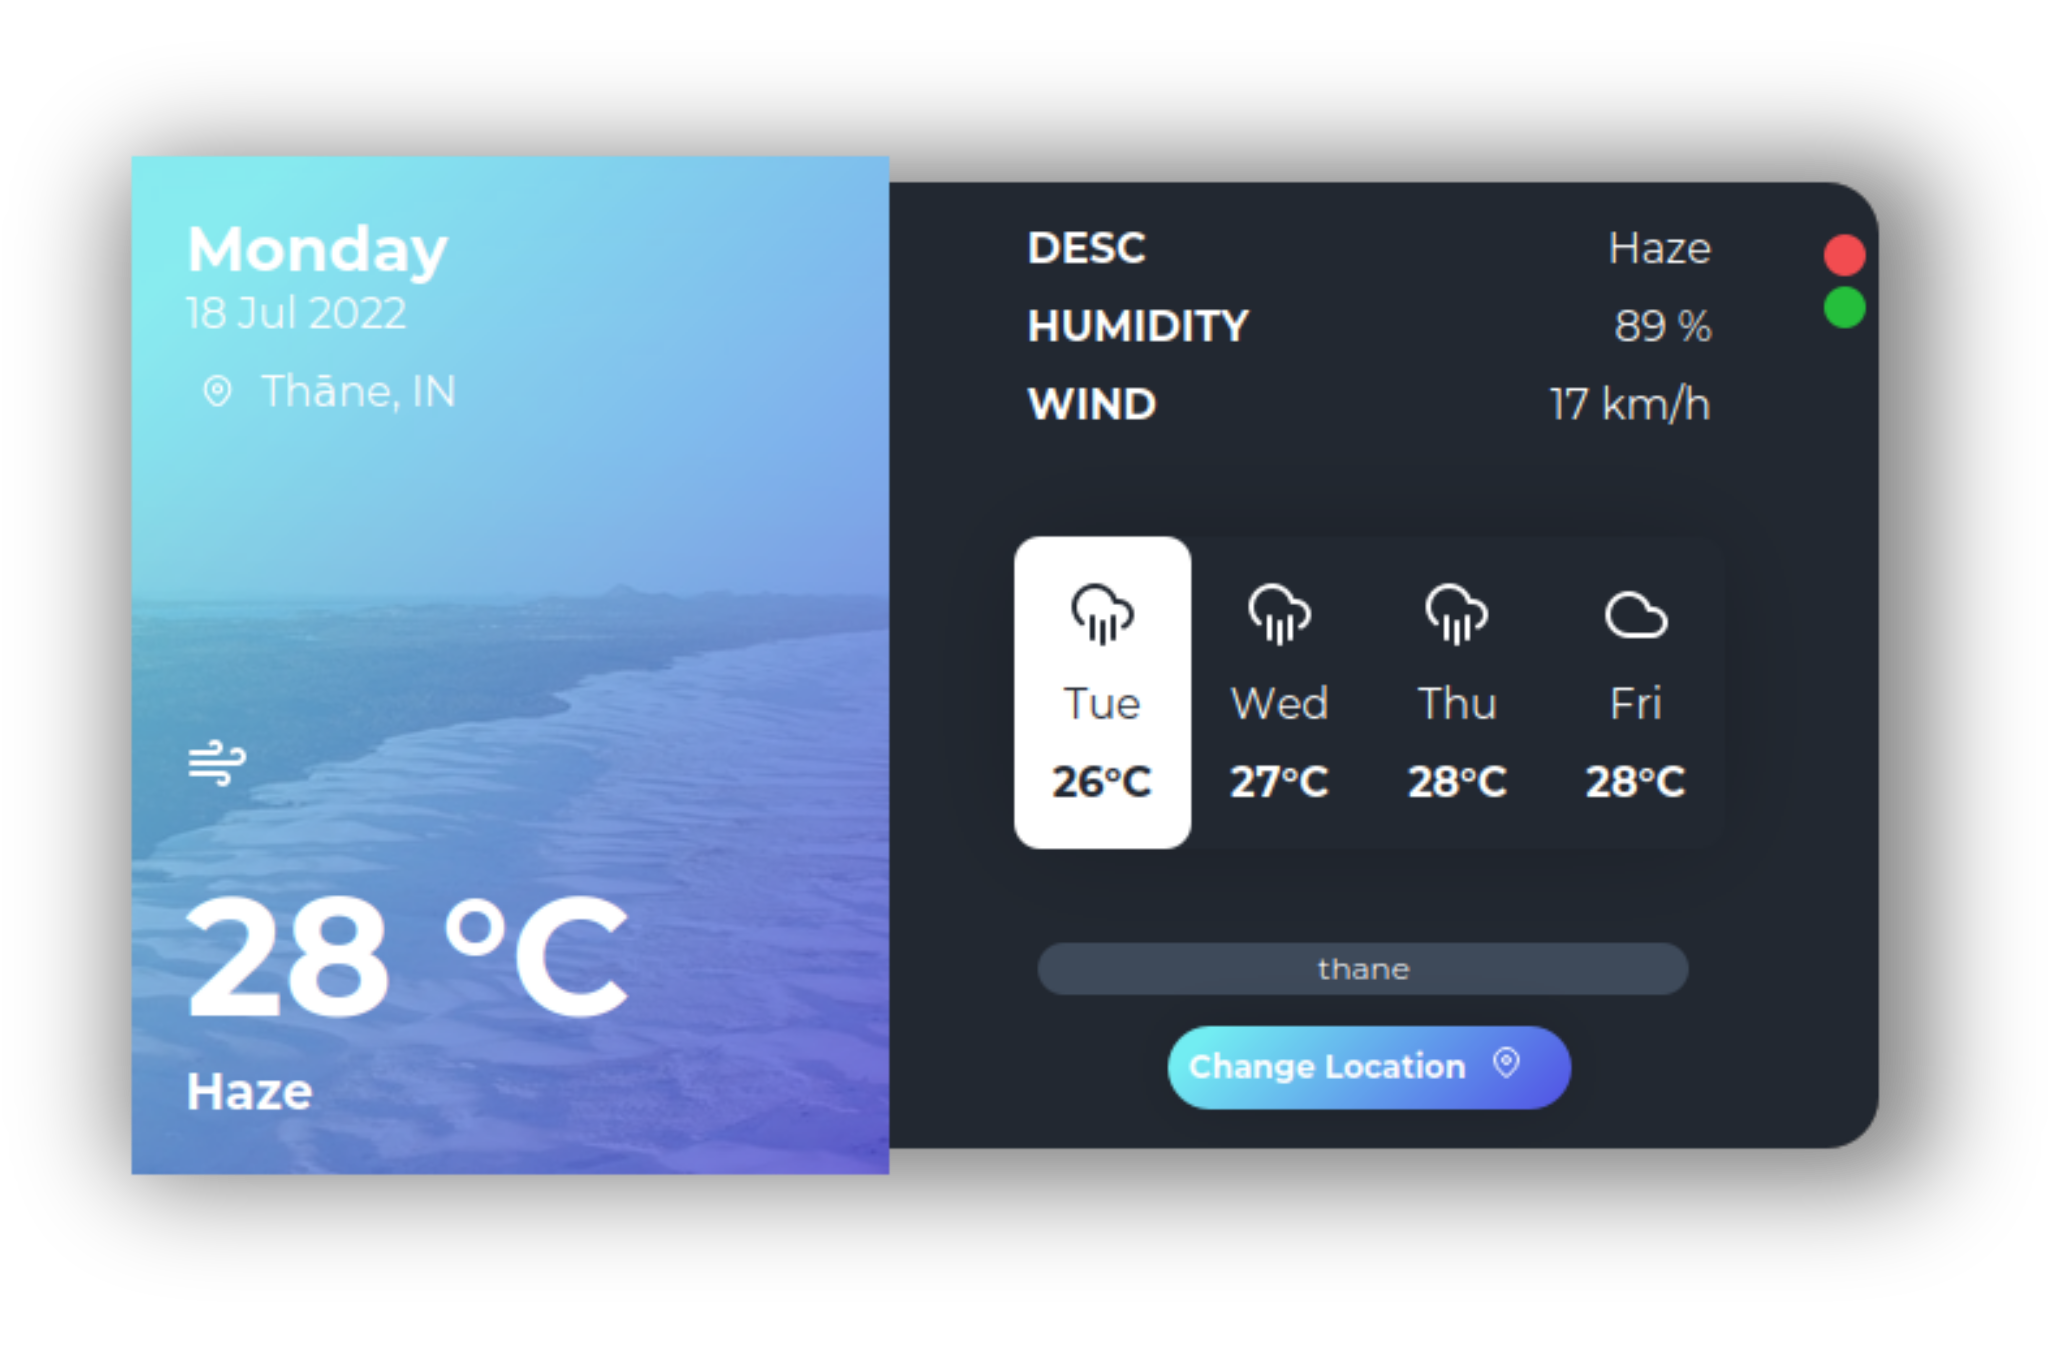 Monday
18 Jul 2022
Thāne, IN
28 °C
Haze
DESC Haze
HUMIDITY 89 %
WIND 17 km/h
Tue Wed Thu Fri
26°C 27°C 28°C 28°C
thane
Change Location